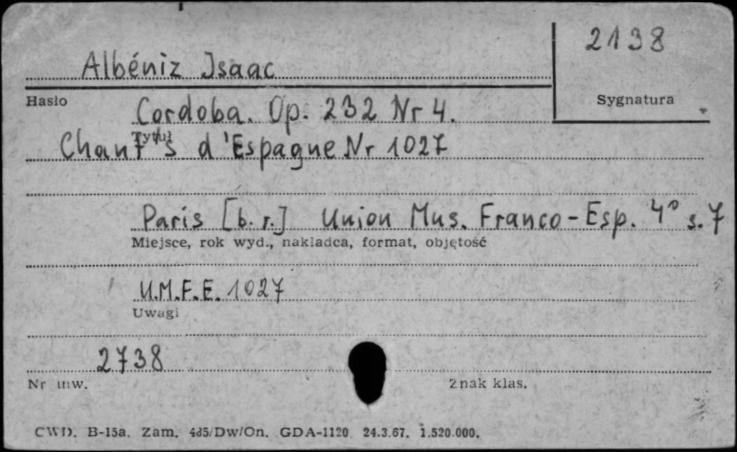 2138
Albéniz Isaac
Hasło
Sygnatura
Cordoba. Op. 232 Nr 4.
Tytuł
Chant's d'Espagne Nr 1027
Paris [b.r.] Union Mus. Franco-Esp. 4° s. 7
Miejsce, rok wyd., nakładca, format, objętość
U.M.F.E. 1027
Uwagi
2738
Nr inw.
Znak klas.
CWD. B-15a. Zam. 485/Dw/On. GDA-1120 24.3.67. 1.520.000.